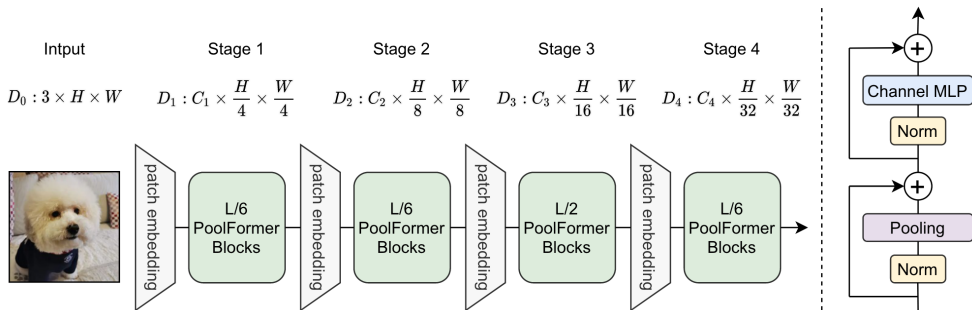 Intput
Stage 1
Stage 2
Stage 3
Stage 4
D₀ : 3 × H × W
D₁ : C₁ × H/4 × W/4
D₂ : C₂ × H/8 × W/8
D₃ : C₃ × H/16 × W/16
D₄ : C₄ × H/32 × W/32
patch embedding
L/6
PoolFormer
Blocks
patch embedding
L/6
PoolFormer
Blocks
patch embedding
L/2
PoolFormer
Blocks
patch embedding
L/6
PoolFormer
Blocks
+
Channel MLP
Norm
+
Pooling
Norm